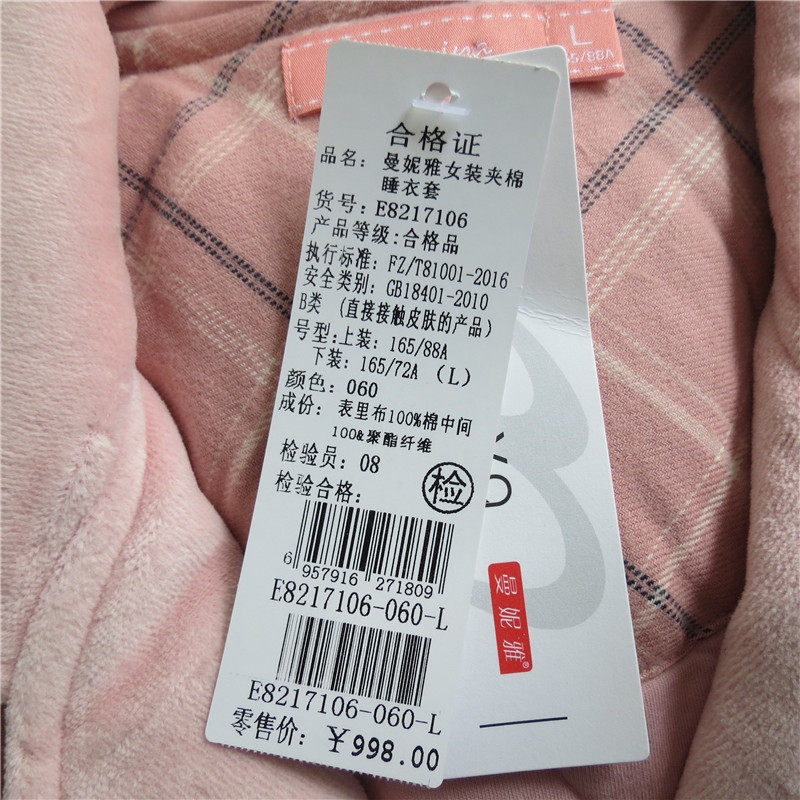 L
165/88A
合格证
品名: 曼妮雅女装夹棉
睡衣套
货号: E8217106
产品等级:合格品
执行标准: FZ/T81001-2016
安全类别: GB18401-2010
B类 (直接接触皮肤的产品)
号型:上装: 165/88A
下装: 165/72A (L)
颜色: 060
成份: 表里布100%棉中间
100&聚酯纤维
检验员: 08
检验合格:
检
6 957916 271809
E8217106-060-L
E8217106-060-L
零售价: ¥998.00
曼妮雅®